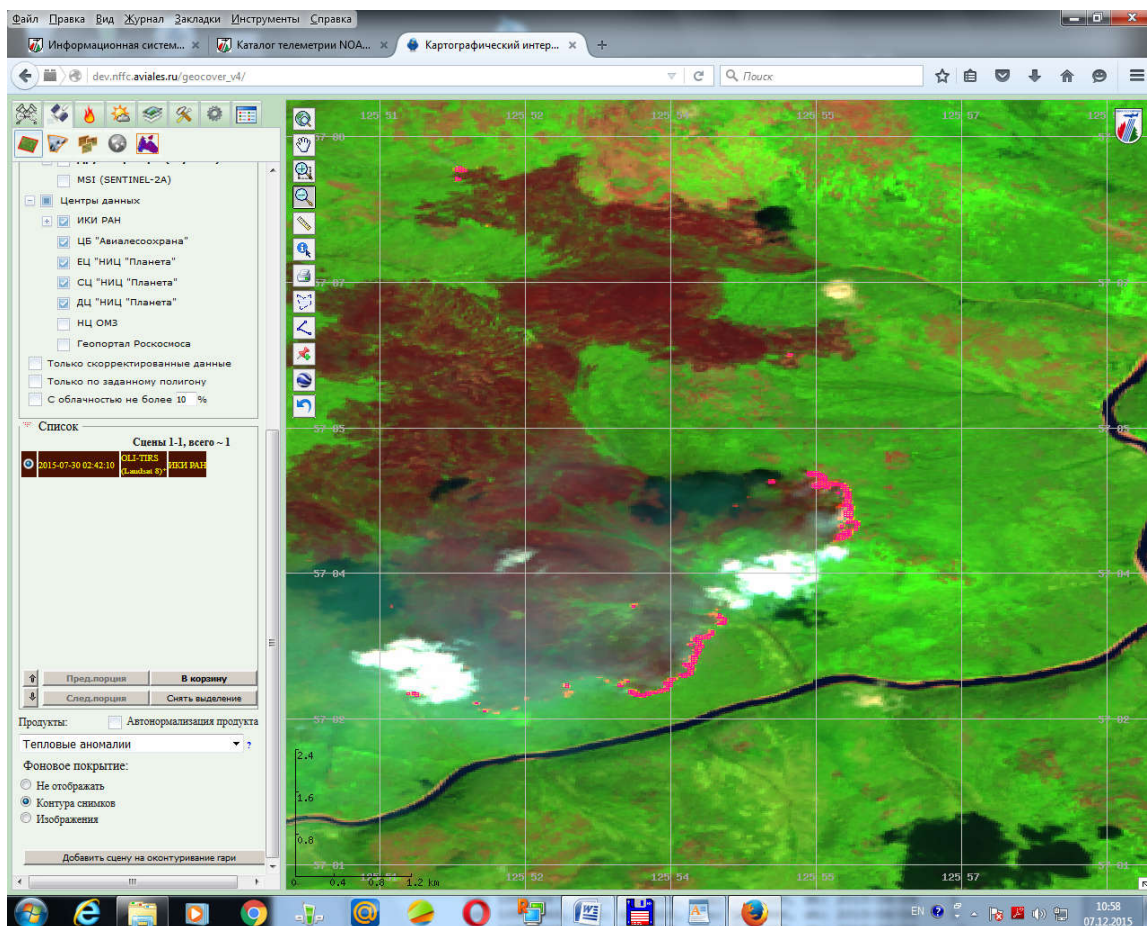 Файл Правка Вид Журнал Закладки Инструменты Справка
Информационная систем... × Каталог телеметрии NOA... × Картографический интер... × +
dev.nffc.aviales.ru/geocover_v4/ Поиск
MSI (SENTINEL-2A)
Центры данных
ИКИ РАН
ЦБ "Авиалесоохрана"
ЕЦ "НИЦ "Планета"
СЦ "НИЦ "Планета"
ДЦ "НИЦ "Планета"
НЦ ОМЗ
Геопортал Роскосмоса
Только скорректированные данные
Только по заданному полигону
С облачностью не более 10 %
Список
Сцены 1-1, всего ~ 1
2015-07-30 02:42:10 OLI-TIRS (Landsat 8)* ИКИ РАН
Пред.порция В корзину
След.порция Снять выделение
Продукты: Автонормализация продукта
Тепловые аномалии ?
Фоновое покрытие:
Не отображать
Контура снимков
Изображения
Добавить сцену на оконтуривание гари
125 51 125 52 125 54 125 55 125 57
57 05
57 04 57 04
57 02
57 01 57 01
2.4
1.6
0.8
0 0.4 0.8 1.2 km
125 51 125 52 125 54 125 55 125 57
EN 10:58
07.12.2015